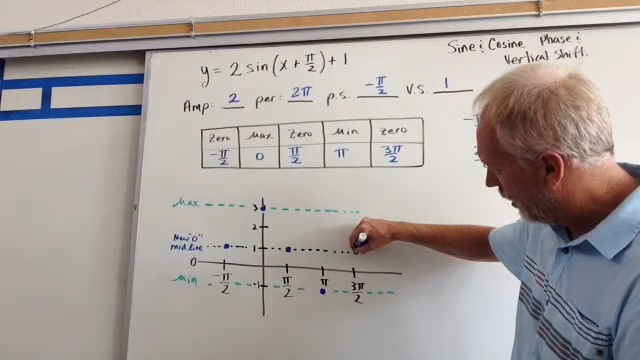 Sine & Cosine Phase &
Vertical Shift.
y = 2 sin(x + π/2) + 1
Amp: 2 per: 2π p.s. -π/2 V.S. 1
Zero Max Zero Min Zero
-π/2 0 π/2 π 3π/2
Max 3
2
New "0"
midline 1
0
Min -π/2 -1 π/2 π 3π/2